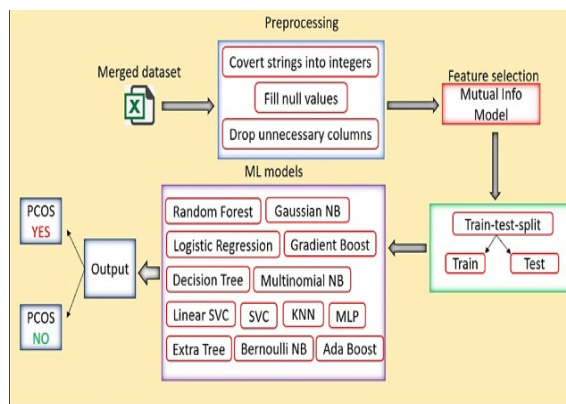 Preprocessing
Merged dataset
Covert strings into integers
Fill null values
Drop unnecessary columns
Feature selection
Mutual Info
Model
Train-test-split
Train
Test
ML models
Random Forest
Gaussian NB
Logistic Regression
Gradient Boost
Decision Tree
Multinomial NB
Linear SVC
SVC
KNN
MLP
Extra Tree
Bernoulli NB
Ada Boost
Output
PCOS
YES
PCOS
NO